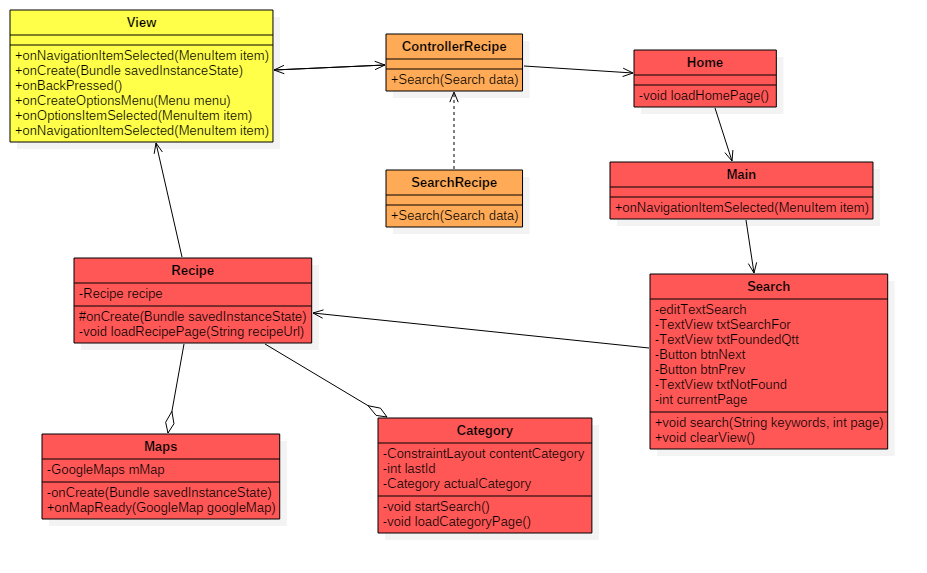 View
+onNavigationItemSelected(MenuItem item)
+onCreate(Bundle savedInstanceState)
+onBackPressed()
+onCreateOptionsMenu(Menu menu)
+onOptionsItemSelected(MenuItem item)
+onNavigationItemSelected(MenuItem item)
ControllerRecipe
+Search(Search data)
Home
-void loadHomePage()
SearchRecipe
+Search(Search data)
Main
+onNavigationItemSelected(MenuItem item)
Recipe
-Recipe recipe
#onCreate(Bundle savedInstanceState)
-void loadRecipePage(String recipeUrl)
Search
-editTextSearch
-TextView txtSearchFor
-TextView txtFoundedQtt
-Button btnNext
-Button btnPrev
-TextView txtNotFound
-int currentPage
+void search(String keywords, int page)
+void clearView()
Maps
-GoogleMaps mMap
-onCreate(Bundle savedInstanceState)
+onMapReady(GoogleMap googleMap)
Category
-ConstraintLayout contentCategory
-int lastId
-Category actualCategory
-void startSearch()
-void loadCategoryPage()